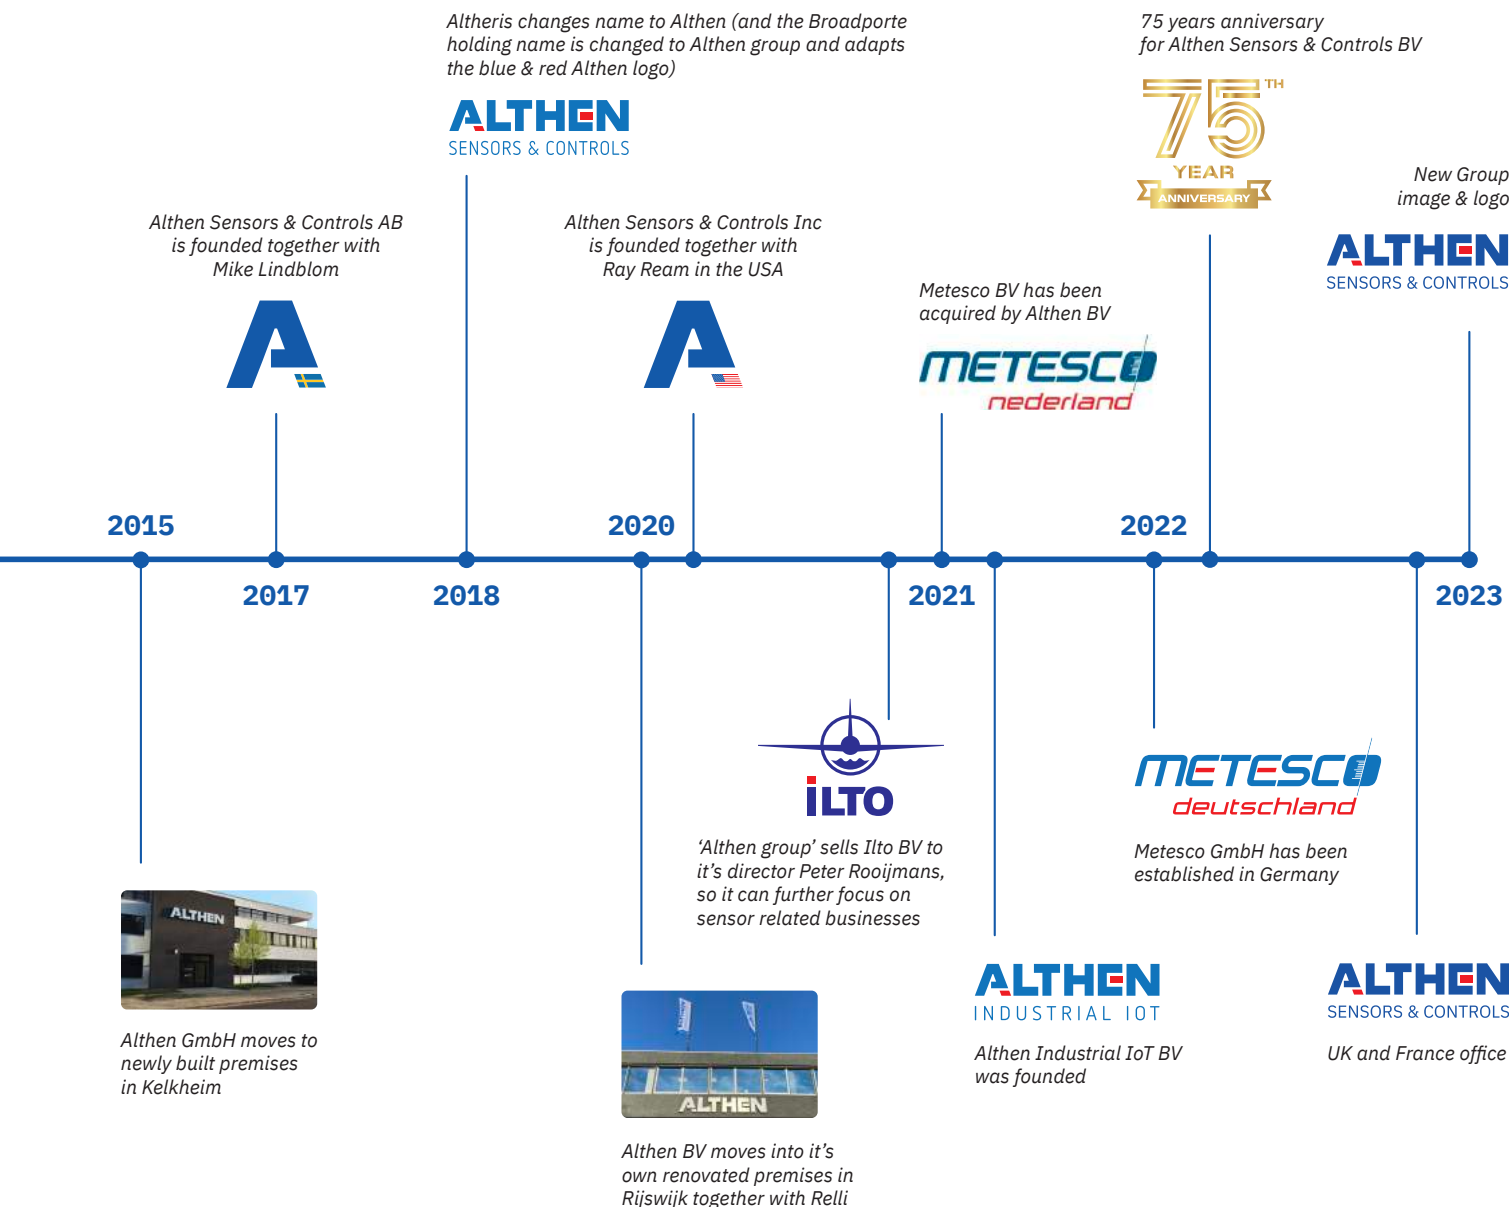 Altheris changes name to Althen (and the Broadporte
holding name is changed to Althen group and adapts
the blue & red Althen logo)
ALTHEN
SENSORS & CONTROLS
75 years anniversary
for Althen Sensors & Controls BV
75TH
YEAR
ANNIVERSARY
New Group
image & logo
ALTHEN
SENSORS & CONTROLS
Althen Sensors & Controls AB
is founded together with
Mike Lindblom
A
Althen Sensors & Controls Inc
is founded together with
Ray Ream in the USA
A
Metesco BV has been
acquired by Althen BV
METESCO
nederland
2015
2017
2018
2020
2021
2022
2023
ALTHEN
Althen GmbH moves to
newly built premises
in Kelkheim
ALTHEN
Althen BV moves into it’s
own renovated premises in
Rijswijk together with Relli
iLTO
‘Althen group’ sells Ilto BV to
it’s director Peter Rooijmans,
so it can further focus on
sensor related businesses
ALTHEN
INDUSTRIAL IOT
Althen Industrial IoT BV
was founded
METESCO
deutschland
Metesco GmbH has been
established in Germany
ALTHEN
SENSORS & CONTROLS
UK and France office